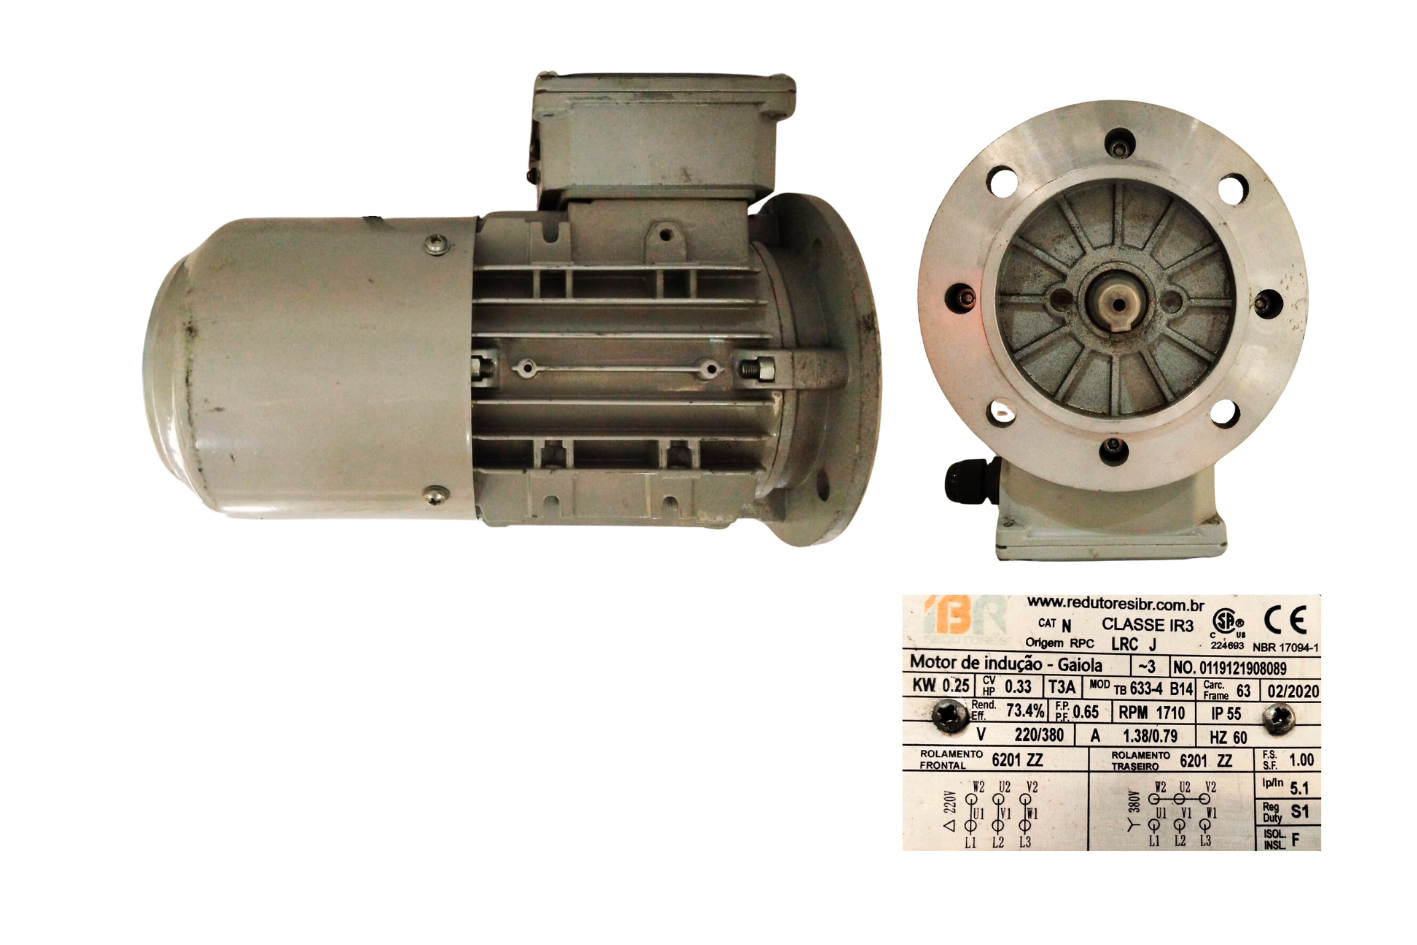 iBR www.redutoresibr.com.br
CAT N CLASSE IR3 CSA® C US CE
Origem RPC LRC J 224693 NBR 17094-1
Motor de indução - Gaiola ~3 NO. 0119121908089
KW 0.25 CV HP 0.33 T3A MOD TB 633-4 B14 Carc. Frame 63 02/2020
Rend. Eff. 73.4% F.P. P.F. 0.65 RPM 1710 IP 55
V 220/380 A 1.38/0.79 HZ 60
ROLAMENTO FRONTAL 6201 ZZ ROLAMENTO TRASEIRO 6201 ZZ F.S. S.F. 1.00
Ip/In 5.1
Reg Duty S1
ISOL. INSL. F
△ 220V
W2 U2 V2
U1 V1 W1
L1 L2 L3
Y 380V
W2 U2 V2
U1 V1 W1
L1 L2 L3